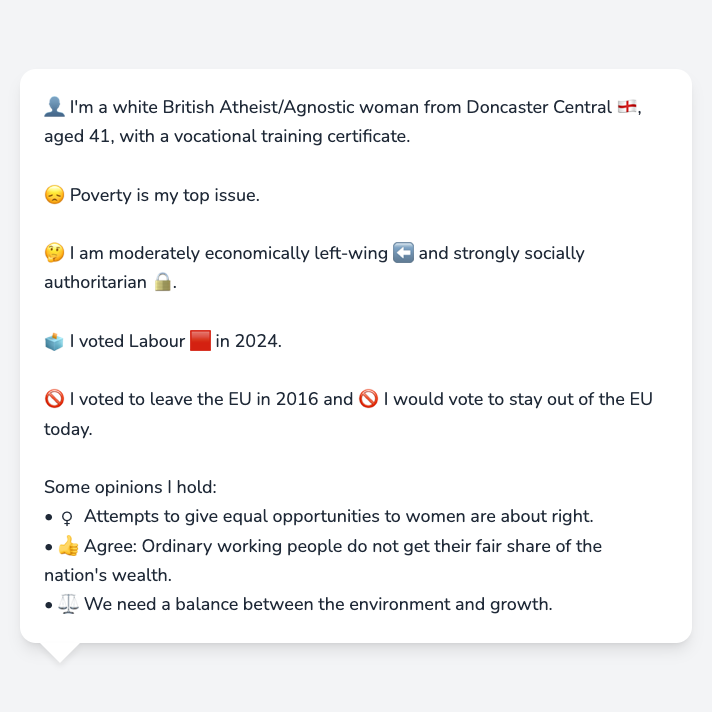 👤 I'm a white British Atheist/Agnostic woman from Doncaster Central 🏴󠁧󠁢󠁥󠁮󠁧󠁿,
aged 41, with a vocational training certificate.
😞 Poverty is my top issue.
🤔 I am moderately economically left-wing ⬅️ and strongly socially
authoritarian 🔒.
🗳️ I voted Labour 🟥 in 2024.
🚫 I voted to leave the EU in 2016 and 🚫 I would vote to stay out of the EU
today.
Some opinions I hold:
• ♀ Attempts to give equal opportunities to women are about right.
• 👍 Agree: Ordinary working people do not get their fair share of the
nation's wealth.
• ⚖️ We need a balance between the environment and growth.